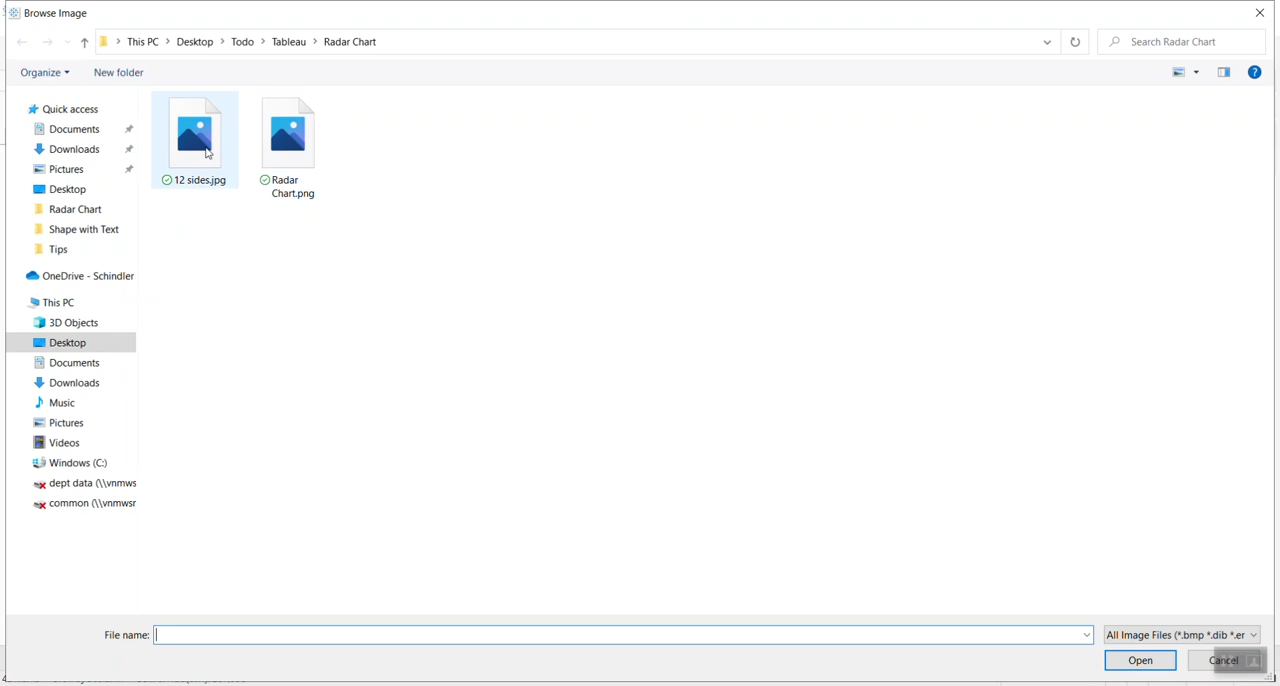 Browse Image
This PC > Desktop > Todo > Tableau > Radar Chart
Search Radar Chart
Organize
New folder
?
Quick access
Documents
Downloads
Pictures
Desktop
Radar Chart
Shape with Text
Tips
OneDrive - Schindler
This PC
3D Objects
Desktop
Documents
Downloads
Music
Pictures
Videos
Windows (C:)
dept data (\\vnmws
common (\\vnmwsr
12 sides.jpg
Radar
Chart.png
File name:
All Image Files (*.bmp *.dib *.er
Open
Cancel